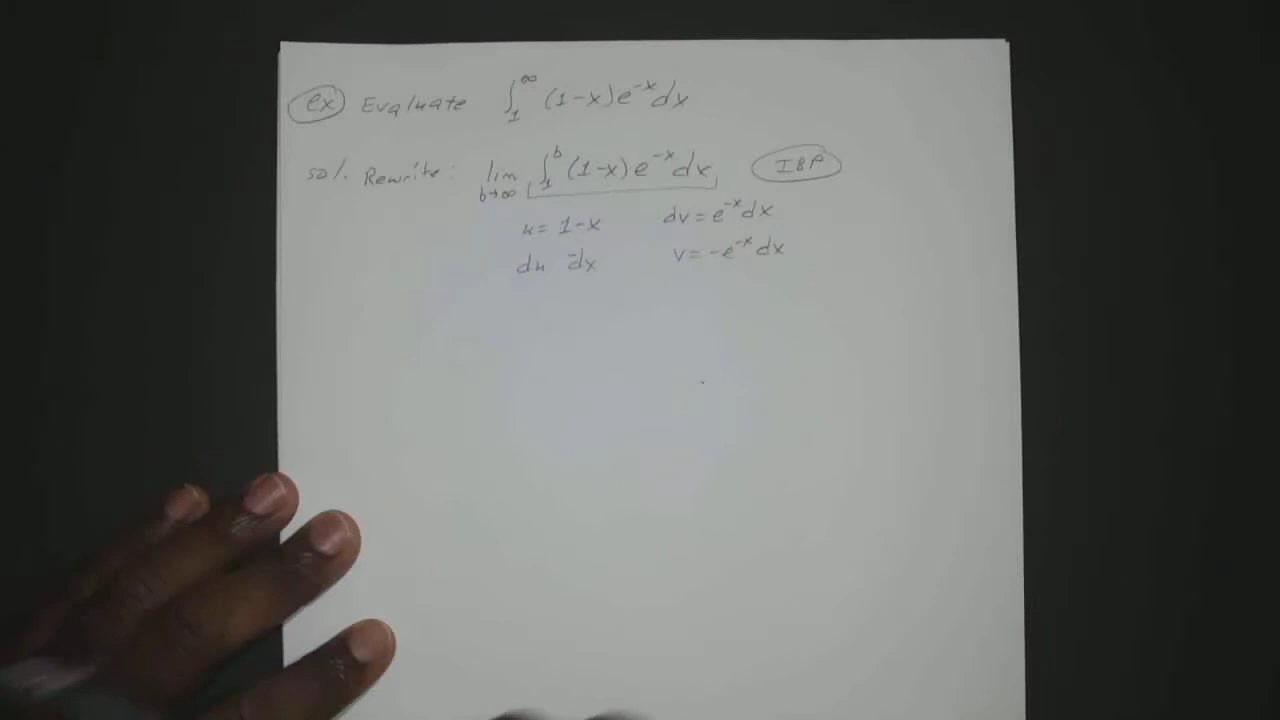 ex Evaluate ∫₁^∞ (1-x)e^{-x}dx
sol. Rewrite: lim_{b→∞} ∫₁^b (1-x)e^{-x}dx IBP
u = 1-x dv = e^{-x}dx
du -dx v = -e^{-x}dx